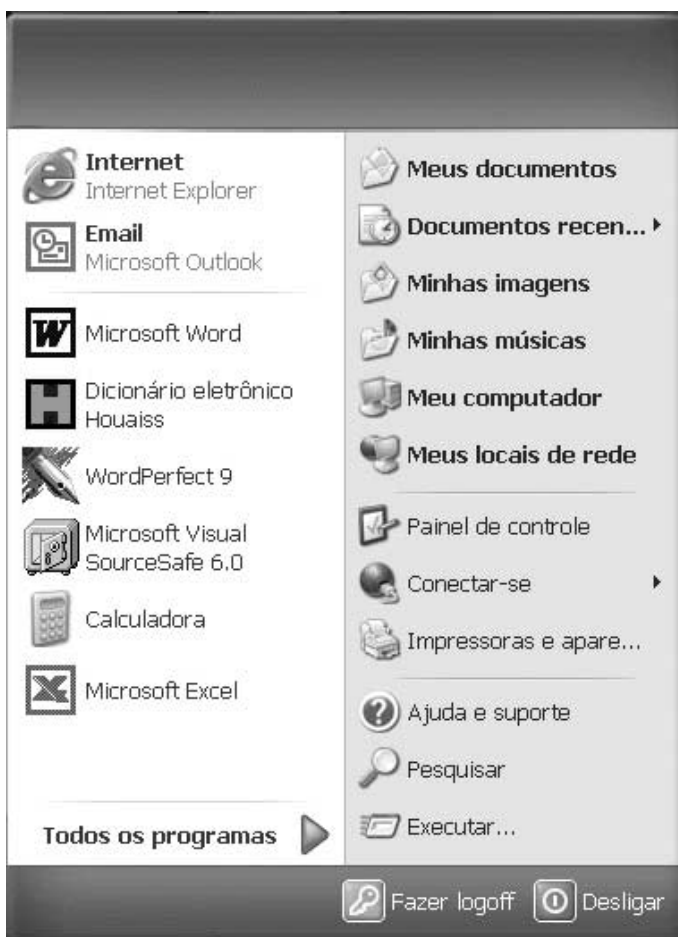 Internet
Internet Explorer
Email
Microsoft Outlook
Microsoft Word
Dicionário eletrônico
Houaiss
WordPerfect 9
Microsoft Visual
SourceSafe 6.0
Calculadora
Microsoft Excel
Todos os programas
Meus documentos
Documentos recen...
Minhas imagens
Minhas músicas
Meu computador
Meus locais de rede
Painel de controle
Conectar-se
Impressoras e apare...
Ajuda e suporte
Pesquisar
Executar...
Fazer logoff
Desligar